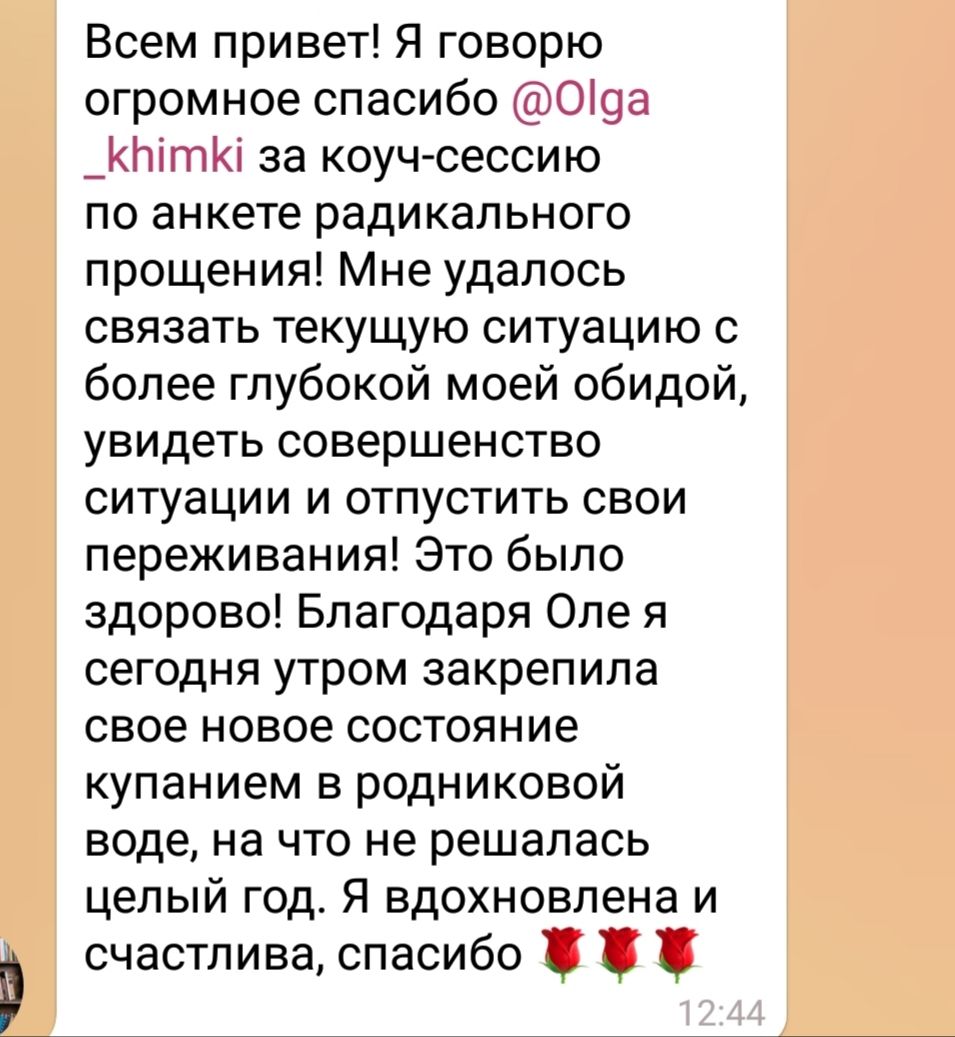 Всем привет! Я говорю
огромное спасибо @Olga
_khimki за коуч-сессию
по анкете радикального
прощения! Мне удалось
связать текущую ситуацию с
более глубокой моей обидой,
увидеть совершенство
ситуации и отпустить свои
переживания! Это было
здорово! Благодаря Оле я
сегодня утром закрепила
свое новое состояние
купанием в родниковой
воде, на что не решалась
целый год. Я вдохновлена и
счастлива, спасибо 🌹🌹🌹
12:44